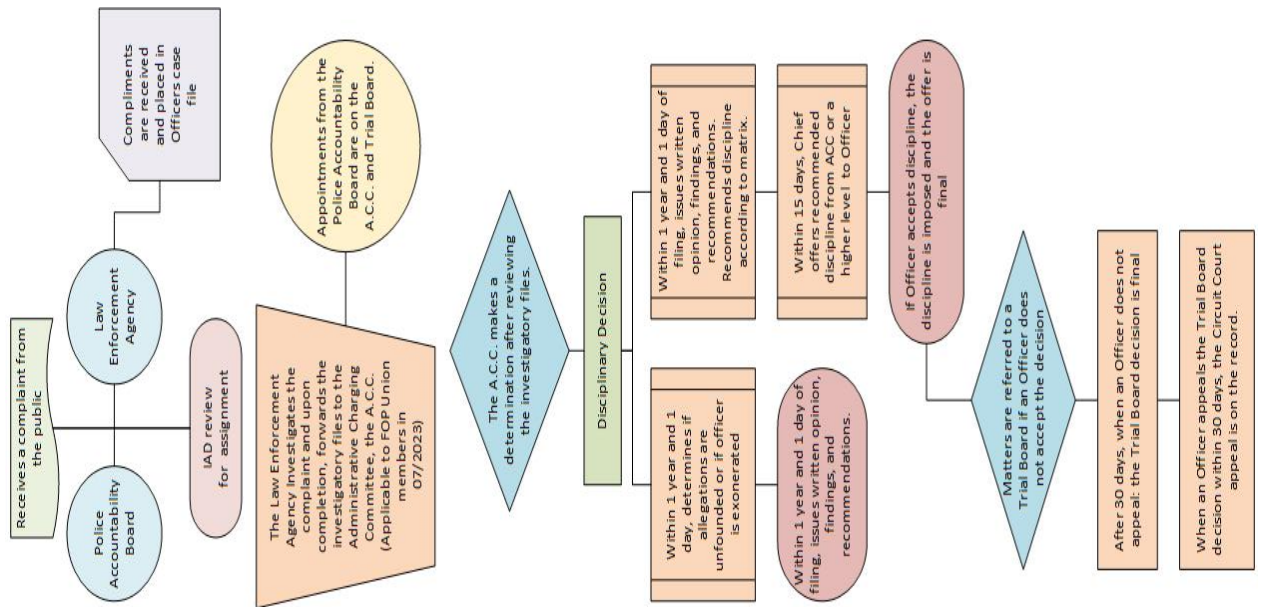 Receives a complaint from
the public
Police
Accountability
Board
Law
Enforcement
Agency
Compliments
are received
and placed in
Officers case
file
IAD review
for assignment
The Law Enforcement
Agency Investigates the
complaint and upon
completion, forwards the
investigatory files to the
Administrative Charging
Committee, the A.C.C.
(Applicable to FOP Union
members in
07/2023)
Appointments from the
Police Accountability
Board are on the
A.C.C. and Trial Board.
The A.C.C. makes a
determination after reviewing
the investigatory files.
Disciplinary Decision
Within 1 year and 1
day, determines if
allegations are
unfounded or if officer
is exonerated
Within 1 year and 1 day of
filing, issues written opinion,
findings, and
recommendations.
Within 1 year and 1 day of
filing, issues written
opinion, findings, and
recommendations.
Recommends discipline
according to matrix.
Within 15 days, Chief
offers recommended
discipline from ACC or a
higher level to Officer
If Officer accepts discipline, the
discipline is imposed and the offer is
final
Matters are referred to a
Trial Board if an Officer does
not accept the decision
After 30 days, when an Officer does not
appeal: the Trial Board decision is final
When an Officer appeals the Trial Board
decision within 30 days, the Circuit Court
appeal is on the record.